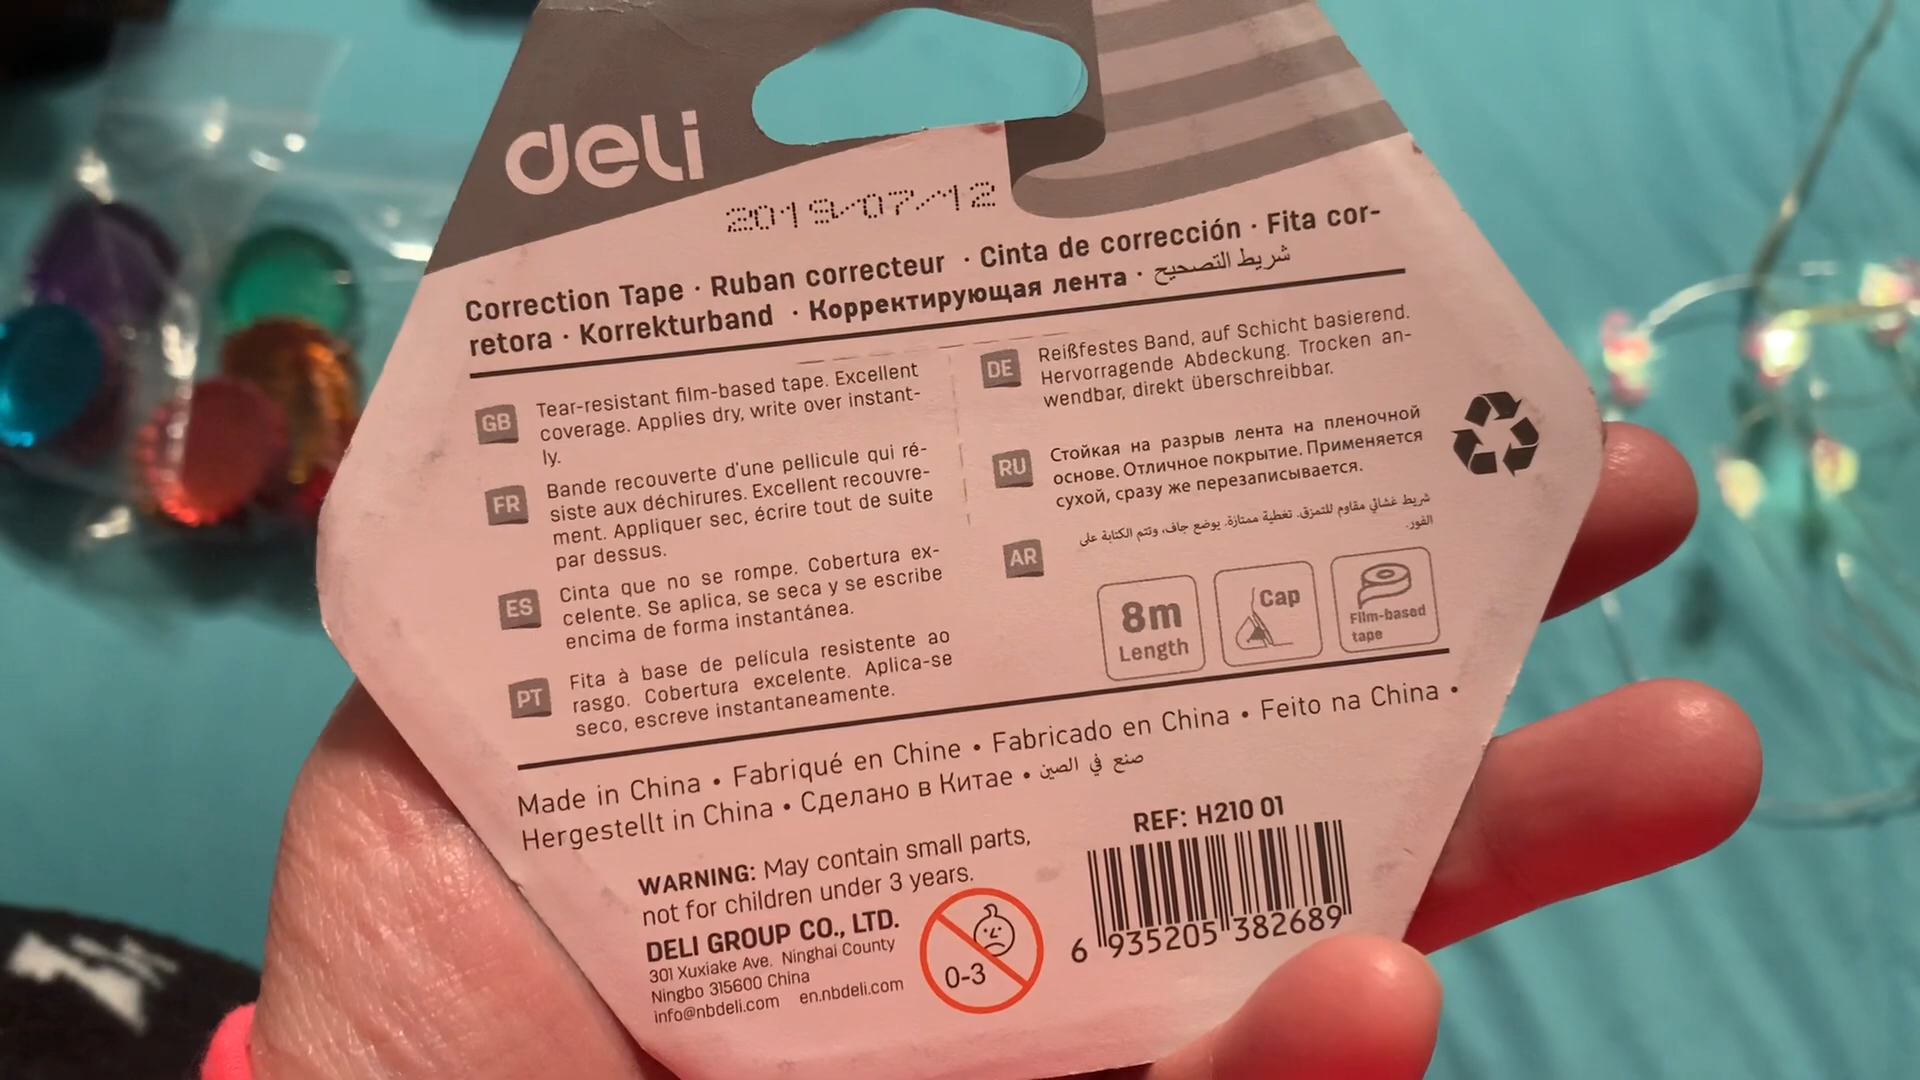 deli
2019/07/12
Correction Tape · Ruban correcteur · Cinta de corrección · Fita cor-
retora · Korrekturband · Корректирующая лента · شريط التصحيح
GB
Tear-resistant film-based tape. Excellent
coverage. Applies dry, write over instant-
ly.
FR
Bande recouverte d'une pellicule qui ré-
siste aux déchirures. Excellent recouvre-
ment. Appliquer sec, écrire tout de suite
par dessus.
ES
Cinta que no se rompe. Cobertura ex-
celente. Se aplica, se seca y se escribe
encima de forma instantánea.
PT
Fita à base de película resistente ao
rasgo. Cobertura excelente. Aplica-se
seco, escreve instantaneamente.
DE
Reißfestes Band, auf Schicht basierend.
Hervorragende Abdeckung. Trocken an-
wendbar, direkt überschreibbar.
RU
Стойкая на разрыв лента на пленочной
основе. Отличное покрытие. Применяется
сухой, сразу же перезаписывается.
AR
شريط غشائي مقاوم للتمزق. تغطية ممتازة. يوضع جاف، وتتم الكتابة على
الفور.
8m
Length
Cap
Film-based
tape
Made in China • Fabriqué en Chine • Fabricado en China • Feito na China •
Hergestellt in China • Сделано в Китае • صنع في الصين
WARNING: May contain small parts,
not for children under 3 years.
DELI GROUP CO., LTD.
301 Xuxiake Ave. Ninghai County
Ningbo 315600 China
info@nbdeli.com en.nbdeli.com
0-3
REF: H210 01
6 935205 382689